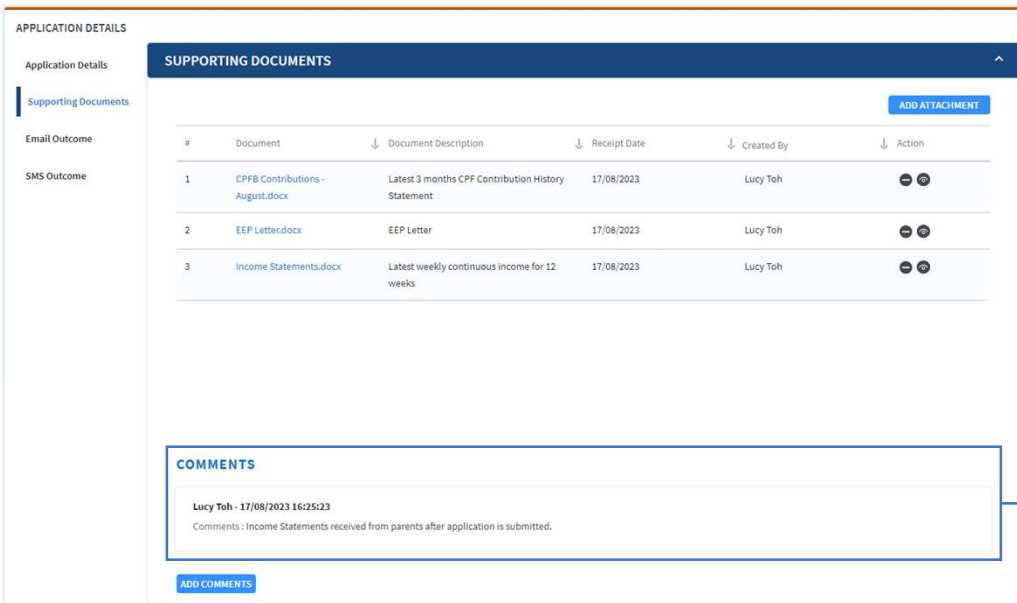 APPLICATION DETAILS
Application Details
Supporting Documents
Email Outcome
SMS Outcome
SUPPORTING DOCUMENTS
ADD ATTACHMENT
# Document Document Description Receipt Date Created By Action
1 CPFB Contributions - Latest 3 months CPF Contribution History 17/08/2023 Lucy Toh
August.docx Statement
2 EEP Letter.docx EEP Letter 17/08/2023 Lucy Toh
3 Income Statements.docx Latest weekly continuous income for 12 17/08/2023 Lucy Toh
weeks
COMMENTS
Lucy Toh - 17/08/2023 16:25:23
Comments : Income Statements received from parents after application is submitted.
ADD COMMENTS